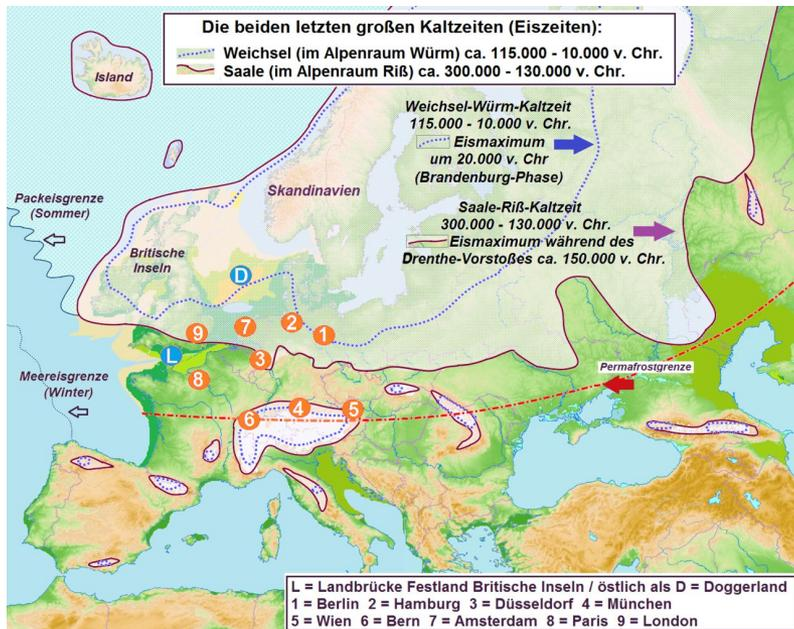 Die beiden letzten großen Kaltzeiten (Eiszeiten):
Weichsel (im Alpenraum Würm) ca. 115.000 - 10.000 v. Chr.
Saale (im Alpenraum Riß) ca. 300.000 - 130.000 v. Chr.
Island
Weichsel-Würm-Kaltzeit
115.000 - 10.000 v. Chr.
Eismaximum
um 20.000 v. Chr
(Brandenburg-Phase)
Skandinavien
Packeisgrenze
(Sommer)
Saale-Riß-Kaltzeit
300.000 - 130.000 v. Chr.
Eismaximum während des
Drenthe-Vorstoßes ca. 150.000 v. Chr.
Britische
Inseln
D
9
7
2
1
L
3
8
Permafrostgrenze
Meereisgrenze
(Winter)
6
4
5
L = Landbrücke Festland Britische Inseln / östlich als D = Doggerland
1 = Berlin 2 = Hamburg 3 = Düsseldorf 4 = München
5 = Wien 6 = Bern 7 = Amsterdam 8 = Paris 9 = London